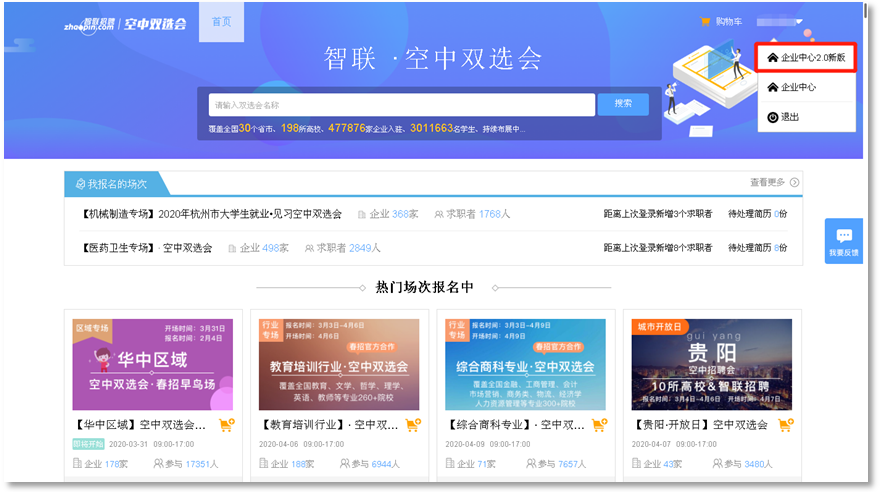 智联招聘
zhaopin.com
空中双选会
首页
购物车
企业中心2.0新版
企业中心
退出
智联·空中双选会
请输入双选会名称
搜索
覆盖全国30个省市、198所高校、477876家企业入驻、3011663名学生、持续布展中...
我报名的场次
查看更多
【机械制造专场】2020年杭州市大学生就业•见习空中双选会 企业 368家 求职者 1768人 距离上次登录新增3个求职者 待处理简历 0份
【医药卫生专场】· 空中双选会 企业 498家 求职者 2849人 距离上次登录新增8个求职者 待处理简历 8份
我要反馈
热门场次报名中
区域专场
开场时间：3月31日
报名时间：2月4日
华中区域
空中双选会·春招早鸟场
【华中区域】空中双选会...
即将开始 2020-03-31 09:00-17:00
企业 178家 参与 17351人
行业专场
报名时间：3月3日-4月6日
开场时间：4月6日
春招官方合作
教育培训行业·空中双选会
覆盖全国教育、文学、哲学、理学、
英语、教师等专业260+院校
【教育培训行业】· 空中双...
2020-04-06 09:00-17:00
企业 188家 参与 6944人
行业专场
报名时间：3月3日-4月9日
开场时间：4月9日
春招官方合作
综合商科专业·空中双选会
覆盖全国金融、工商管理、会计
市场营销、商务类、物流、经济学
人力资源管理等专业300+院校
【综合商科专业】· 空中双...
2020-04-09 09:00-17:00
企业 71家 参与 7657人
城市开放日
gui yang
贵阳
空中招聘会
10所高校&智联招聘
报名时间：3月4日-4月6日 开场时间：4月7日
【贵阳·开放日】空中双选会
2020-04-07 09:00-17:00
企业 43家 参与 3480人